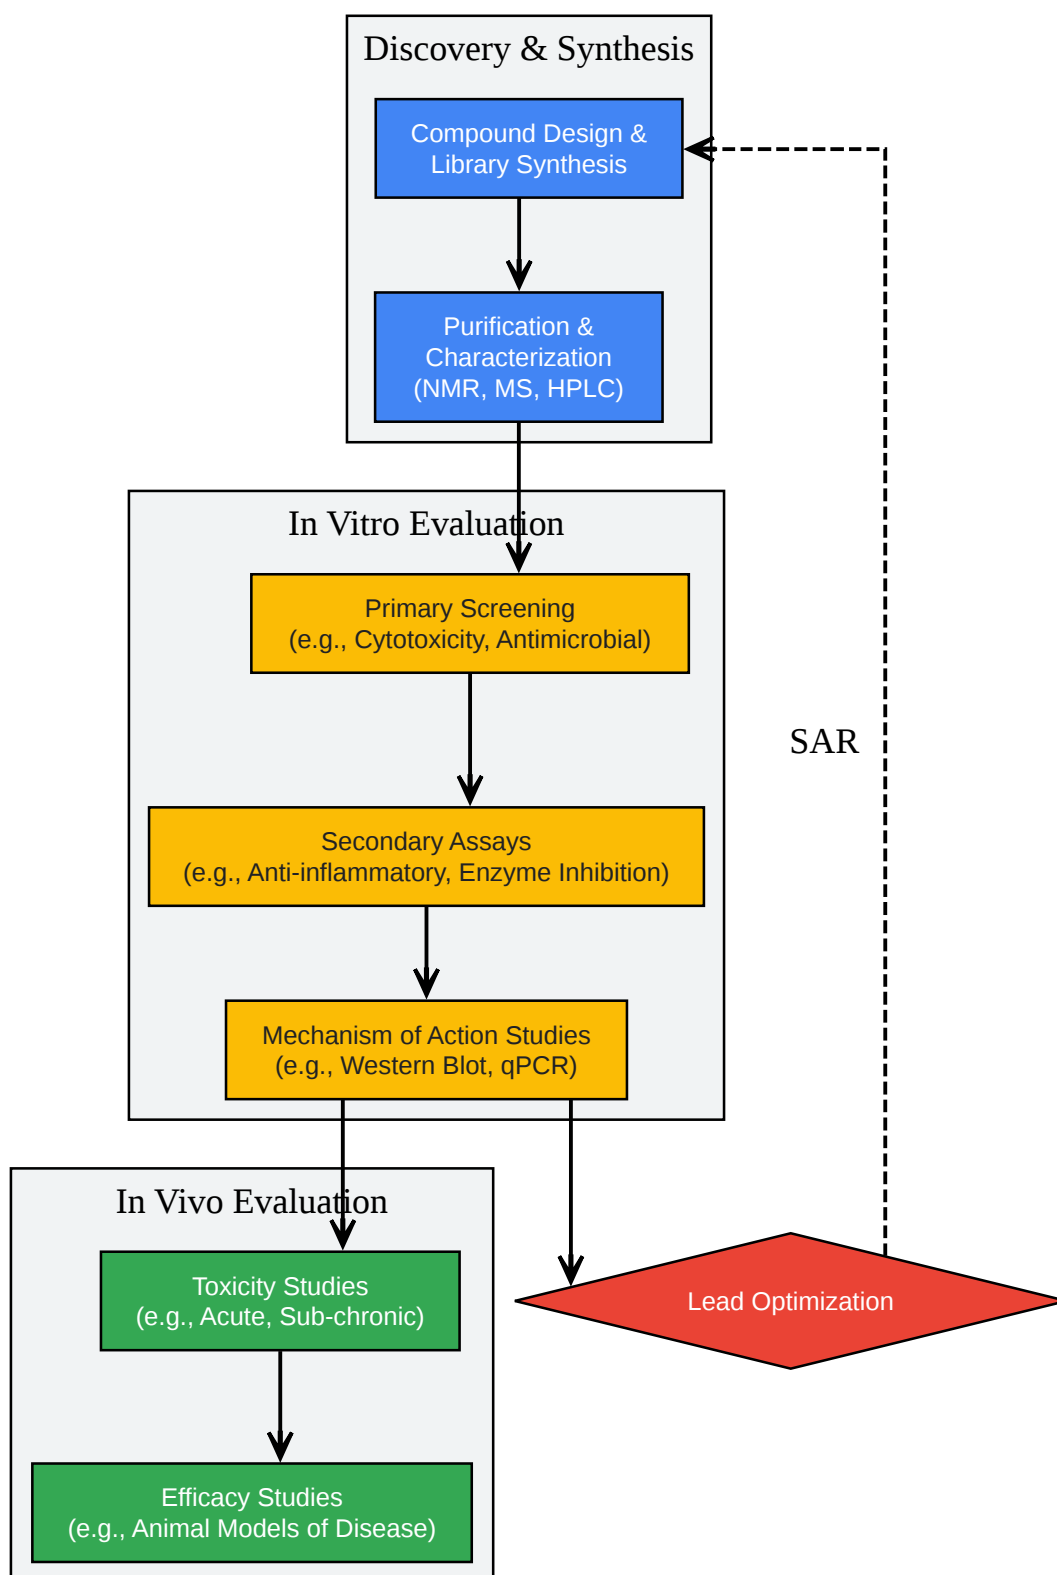 Discovery & Synthesis
Compound Design &
Library Synthesis
Purification &
Characterization
(NMR, MS, HPLC)
In Vitro Evaluation
Primary Screening
(e.g., Cytotoxicity, Antimicrobial)
SAR
Secondary Assays
(e.g., Anti-inflammatory, Enzyme Inhibition)
Mechanism of Action Studies
(e.g., Western Blot, qPCR)
In Vivo Evaluation
Toxicity Studies
(e.g., Acute, Sub-chronic)
Lead Optimization
Efficacy Studies
(e.g., Animal Models of Disease)